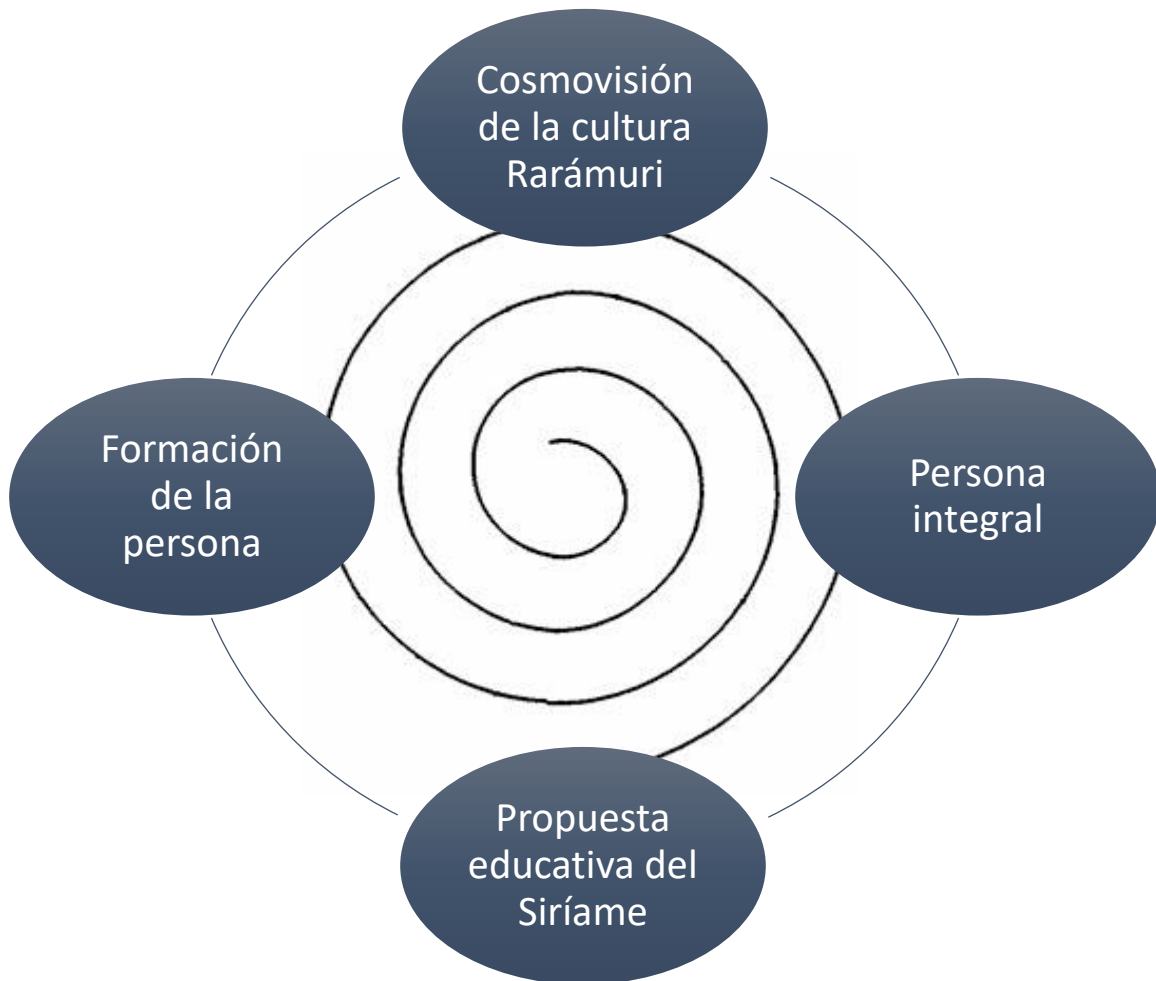 Cosmovisión
de la cultura
Rarámuri
Formación
de la
persona
Persona
integral
Propuesta
educativa del
Siríame